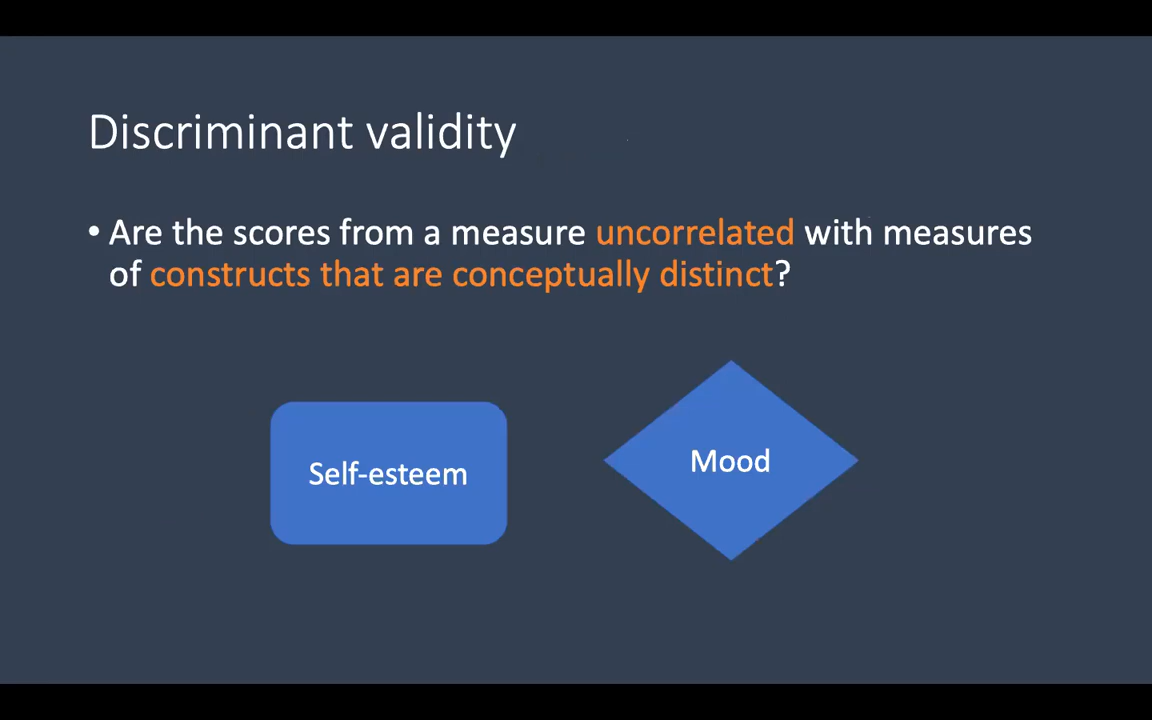 Discriminant validity
• Are the scores from a measure uncorrelated with measures
of constructs that are conceptually distinct?
Self-esteem
Mood